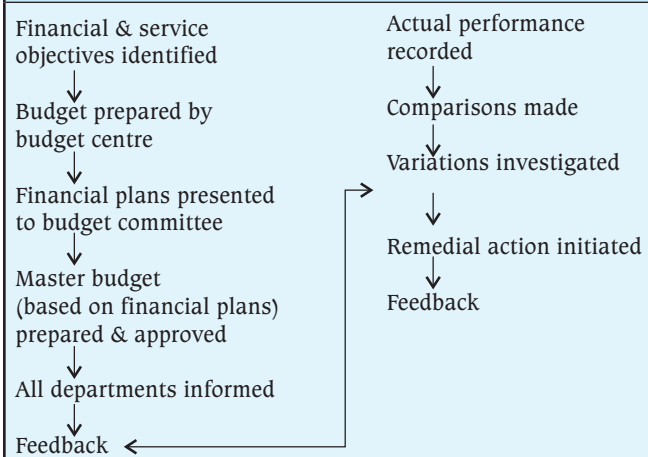 Financial & service
objectives identified
Budget prepared by
budget centre
Financial plans presented
to budget committee
Master budget
(based on financial plans)
prepared & approved
All departments informed
Feedback
Actual performance
recorded
Comparisons made
Variations investigated
Remedial action initiated
Feedback